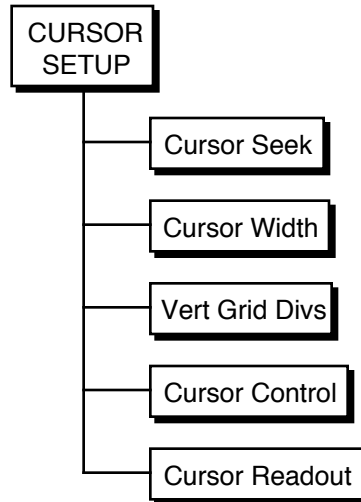 CURSOR
SETUP
Cursor Seek
Cursor Width
Vert Grid Divs
Cursor Control
Cursor Readout